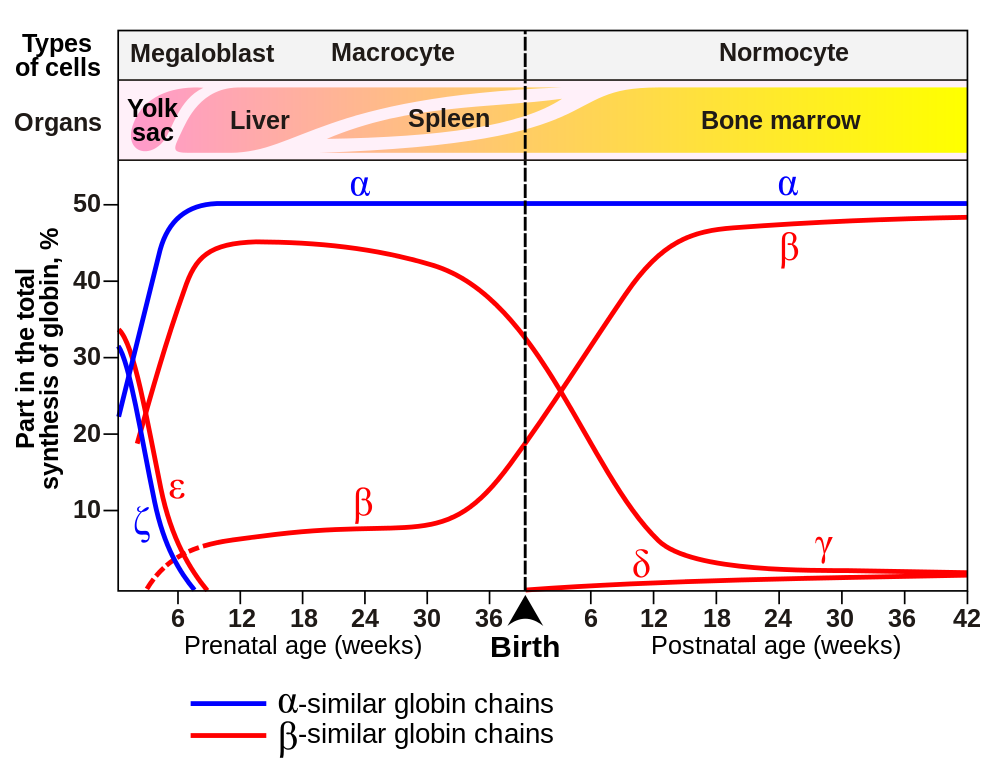 Types
of cells
Megaloblast
Macrocyte
Normocyte
Organs
Yolk
sac
Liver
Spleen
Bone marrow
Part in the total
synthesis of globin, %
50
40
30
20
10
α
α
β
β
ε
ζ
γ
δ
6 12 18 24 30 36 6 12 18 24 30 36 42
Prenatal age (weeks)
Birth
Postnatal age (weeks)
α-similar globin chains
β-similar globin chains